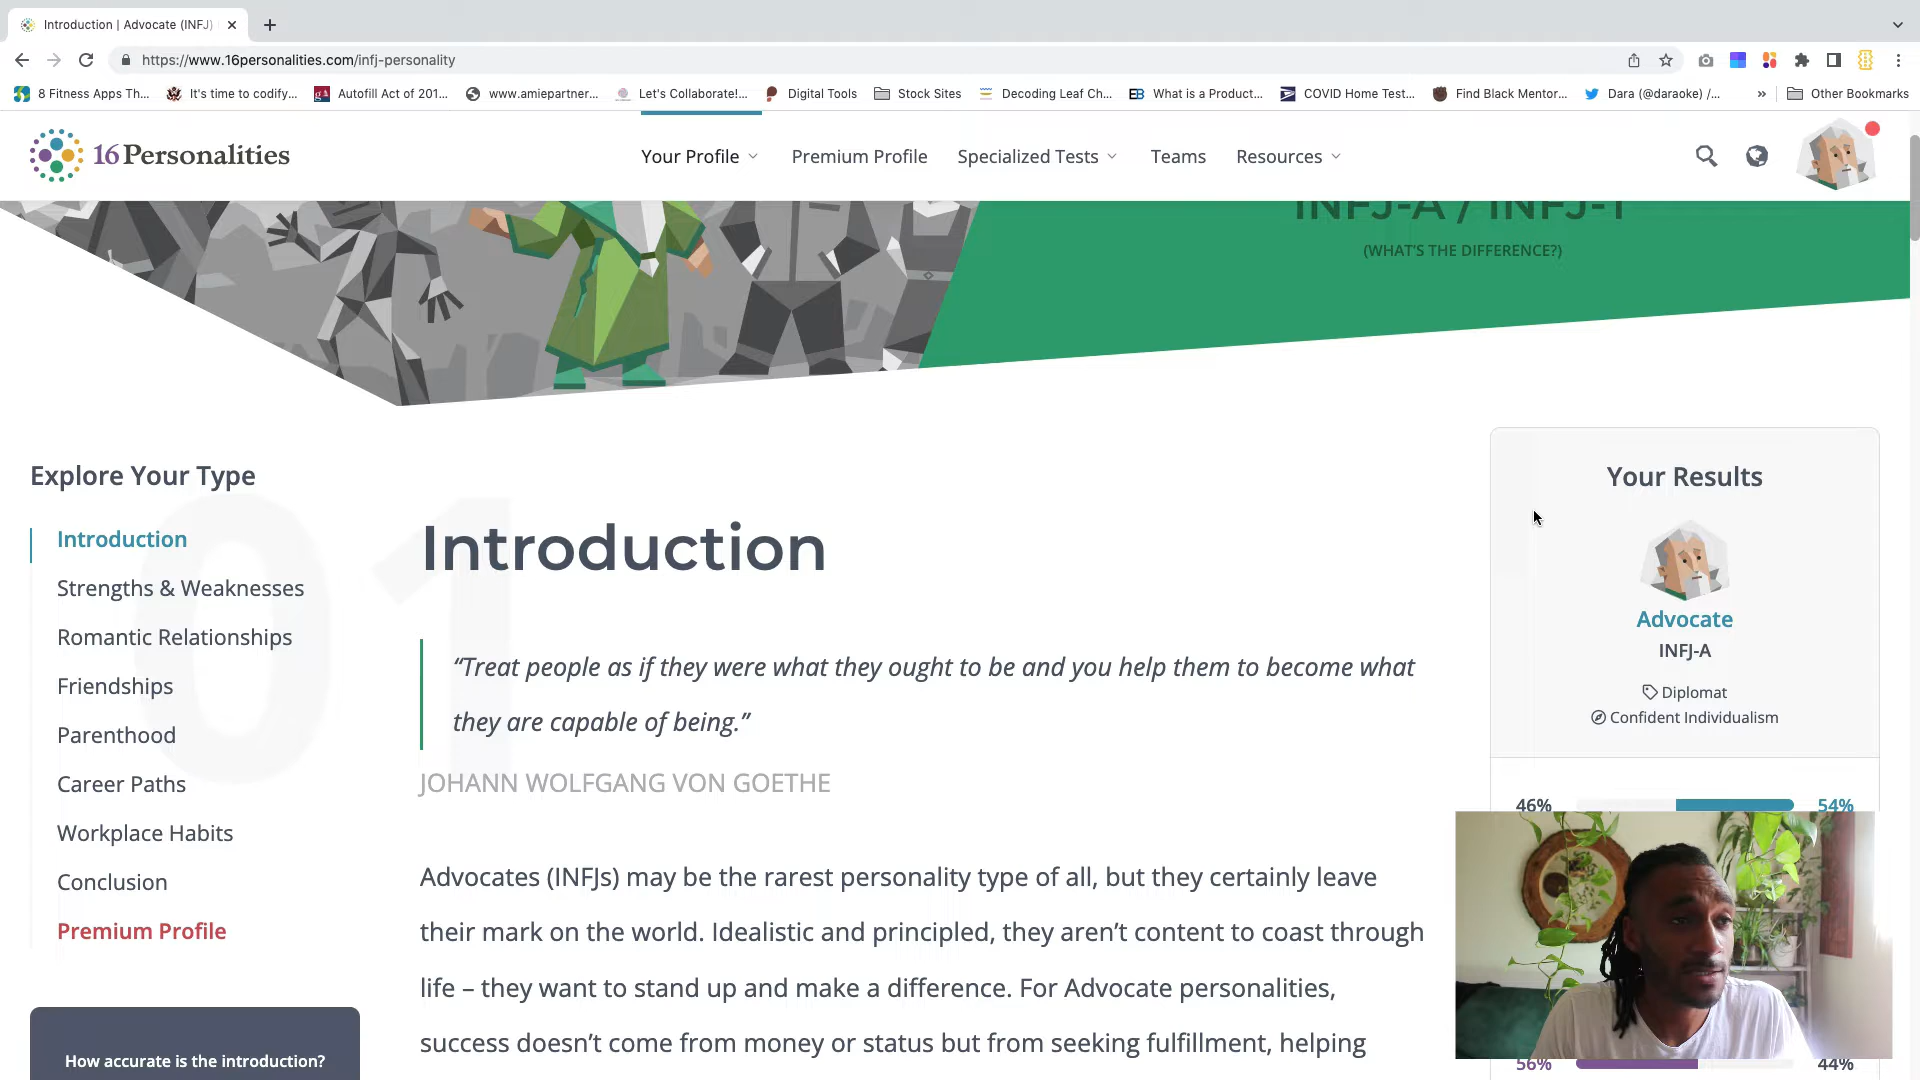 Introduction | Advocate (INFJ)
https://www.16personalities.com/infj-personality
8 Fitness Apps Th...
It's time to codify...
Autofill Act of 201...
www.amiepartner...
Let's Collaborate!...
Digital Tools
Stock Sites
Decoding Leaf Ch...
What is a Product...
COVID Home Test...
Find Black Mentor...
Dara (@daraoke) /...
»
Other Bookmarks
16Personalities
Your Profile
Premium Profile
Specialized Tests
Teams
Resources
INFJ-A / INFJ-T
(WHAT'S THE DIFFERENCE?)
Explore Your Type
01
Introduction
Strengths & Weaknesses
Romantic Relationships
Friendships
Parenthood
Career Paths
Workplace Habits
Conclusion
Premium Profile
How accurate is the introduction?
Introduction
“Treat people as if they were what they ought to be and you help them to become what
they are capable of being.”
JOHANN WOLFGANG VON GOETHE
Advocates (INFJs) may be the rarest personality type of all, but they certainly leave
their mark on the world. Idealistic and principled, they aren’t content to coast through
life – they want to stand up and make a difference. For Advocate personalities,
success doesn’t come from money or status but from seeking fulfillment, helping
Your Results
Advocate
INFJ-A
Diplomat
Confident Individualism
46% 54%
56% 44%